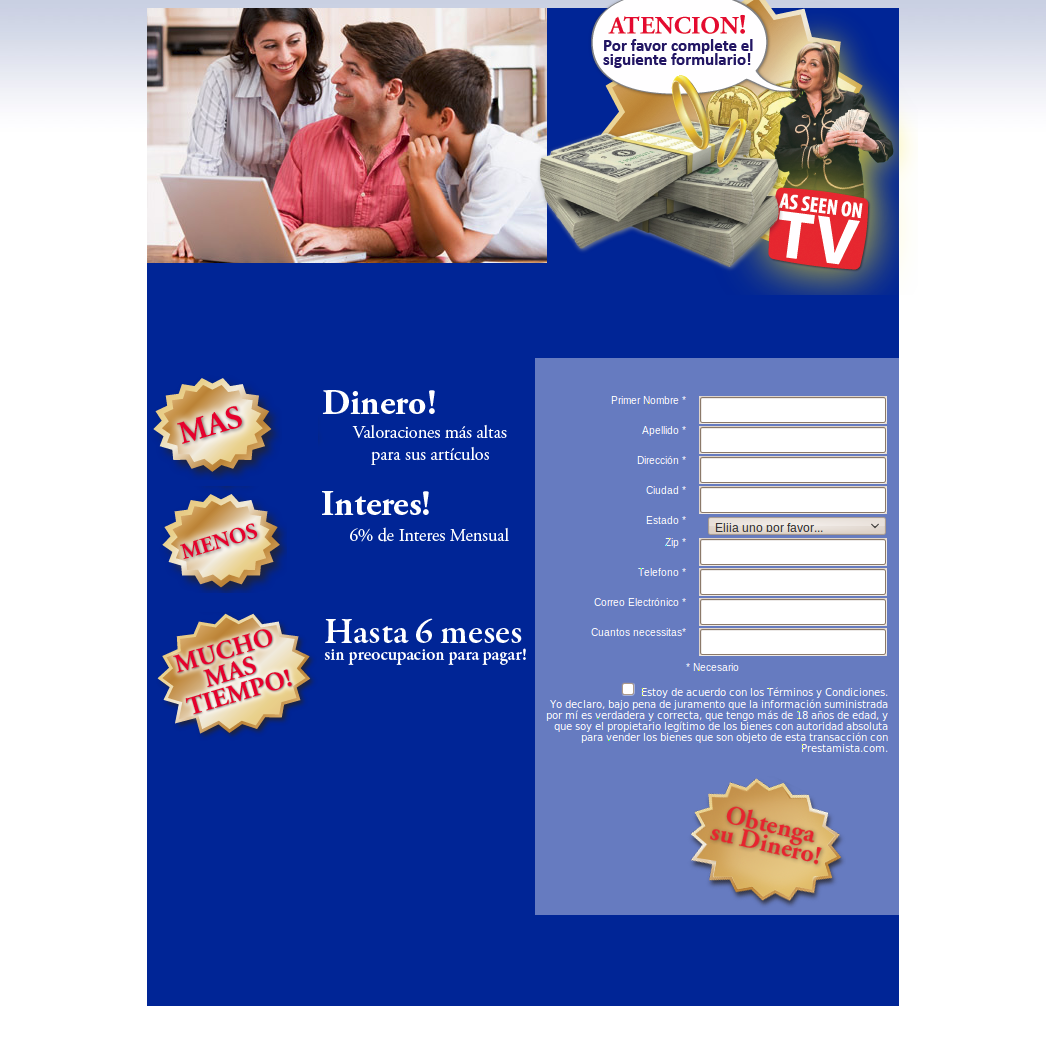 ATENCION!
Por favor complete el
siguiente formulario!
AS SEEN ON
TV
MAS
Dinero!
Valoraciones más altas
para sus artículos
MENOS
Interes!
6% de Interes Mensual
MUCHO
MAS
TIEMPO!
Hasta 6 meses
sin preocupacion para pagar!
Primer Nombre *
Apellido *
Dirección *
Ciudad *
Estado *
Elija uno por favor...
Zip *
Telefono *
Correo Electrónico *
Cuantos necessitas*
* Necesario
Estoy de acuerdo con los Términos y Condiciones.
Yo declaro, bajo pena de juramento que la información suministrada
por mí es verdadera y correcta, que tengo más de 18 años de edad, y
que soy el propietario legítimo de los bienes con autoridad absoluta
para vender los bienes que son objeto de esta transacción con
Prestamista.com.
Obtenga
su Dinero!